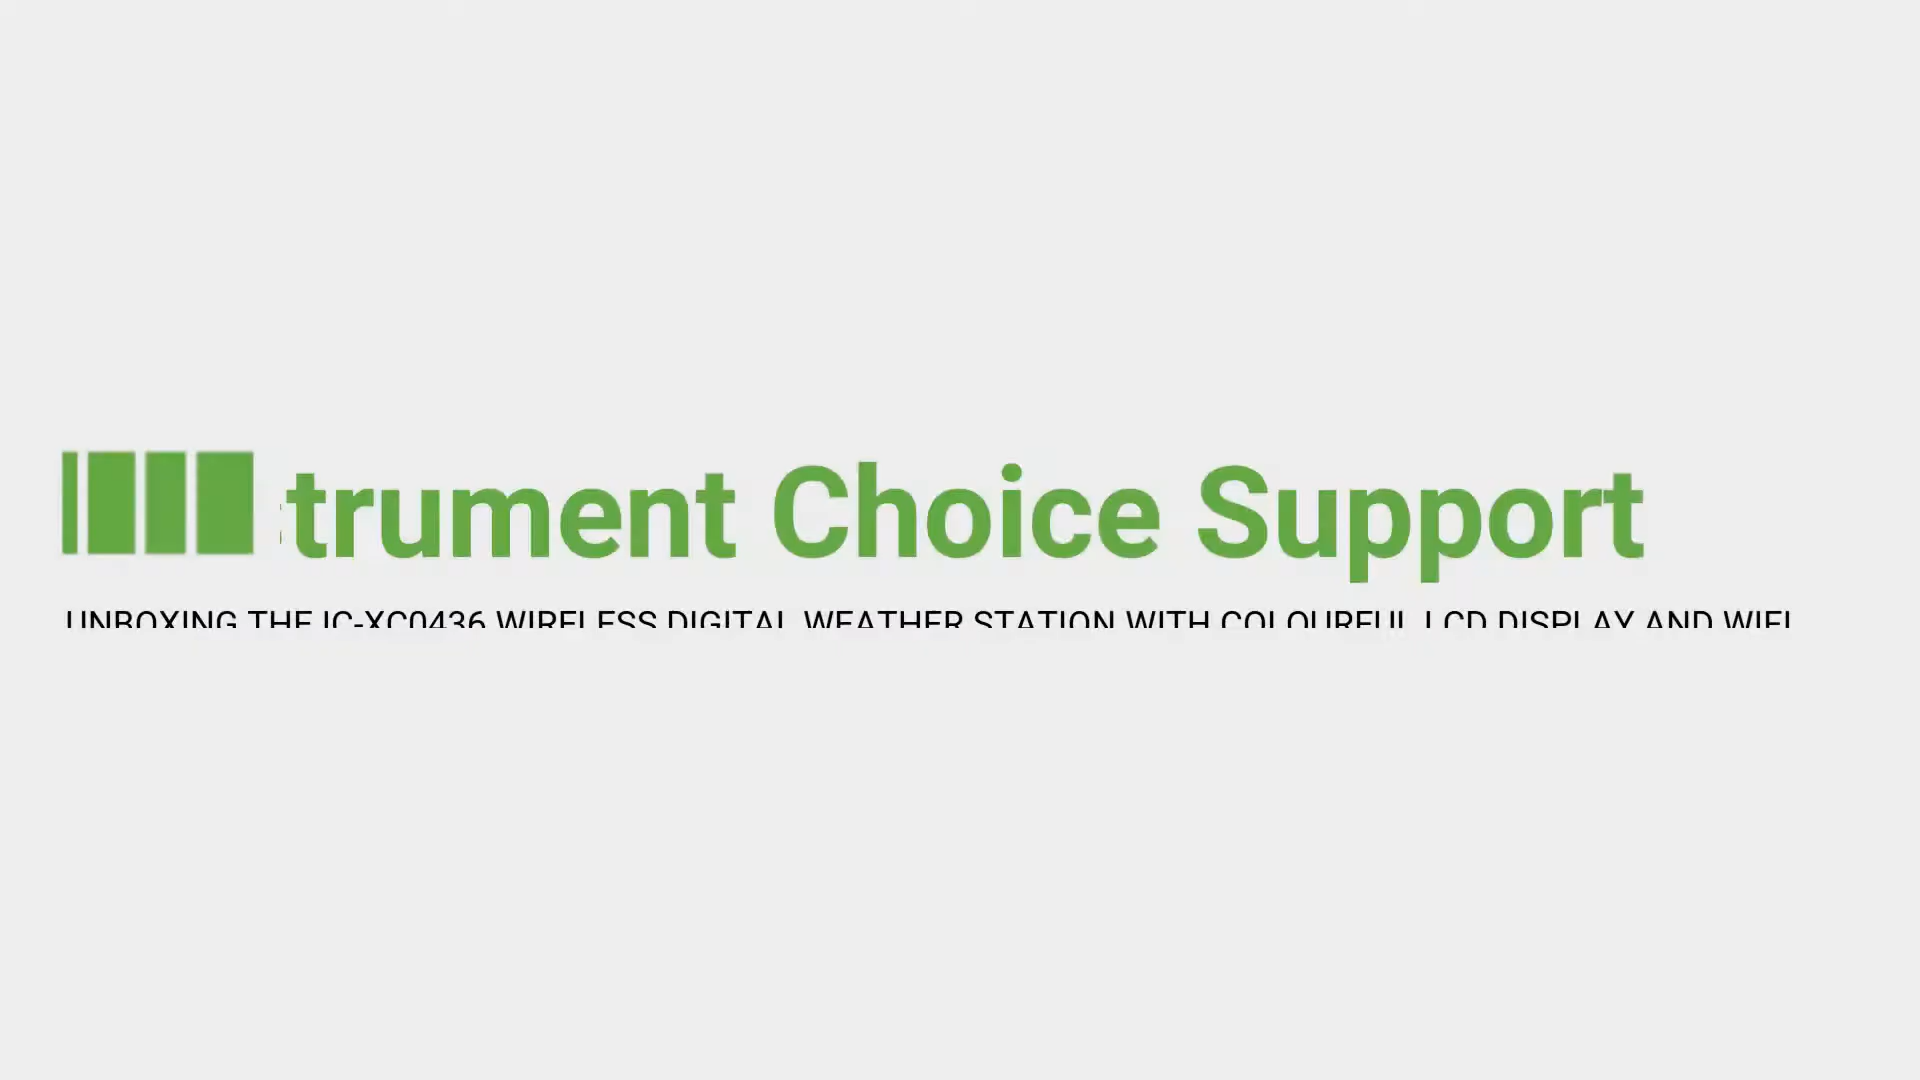 trument Choice Support
UNBOXING THE IC-XC0436 WIRELESS DIGITAL WEATHER STATION WITH COLOURFUL LCD DISPLAY AND WIFI